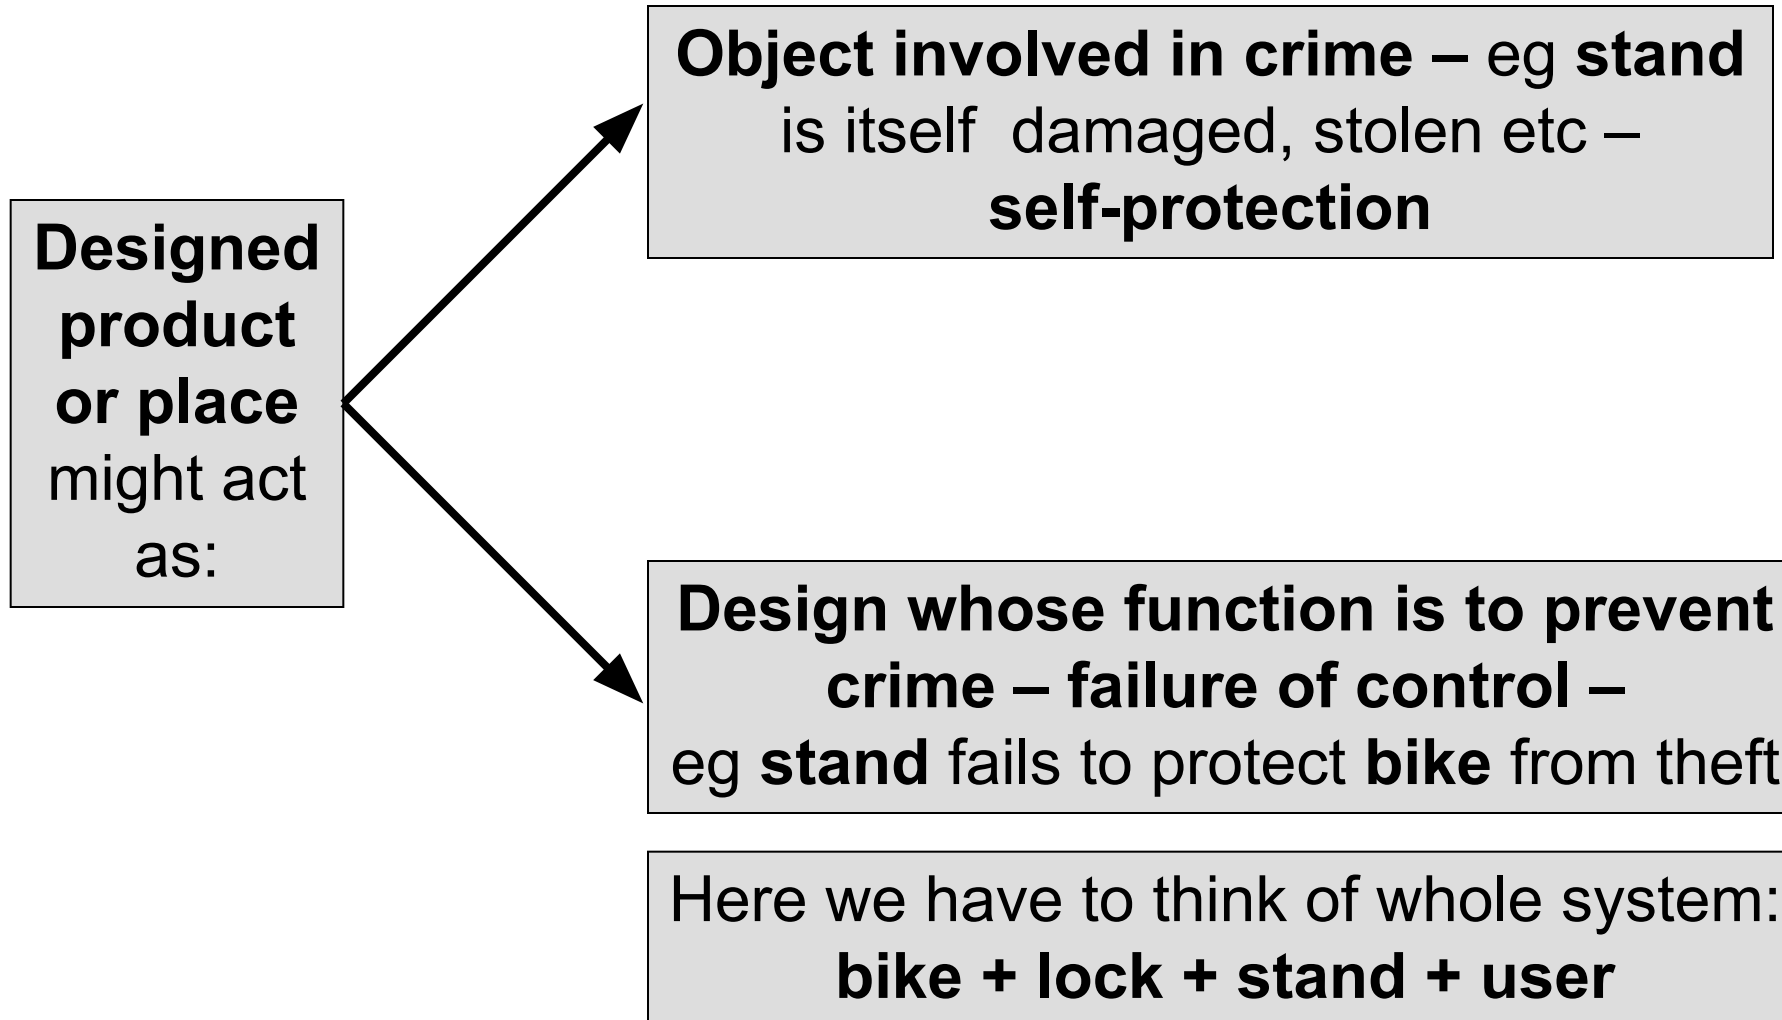 Designed
product
or place
might act
as:
Object involved in crime – eg stand
is itself  damaged, stolen etc –
self-protection
Design whose function is to prevent
crime – failure of control –
eg stand fails to protect bike from theft
Here we have to think of whole system:
bike + lock + stand + user